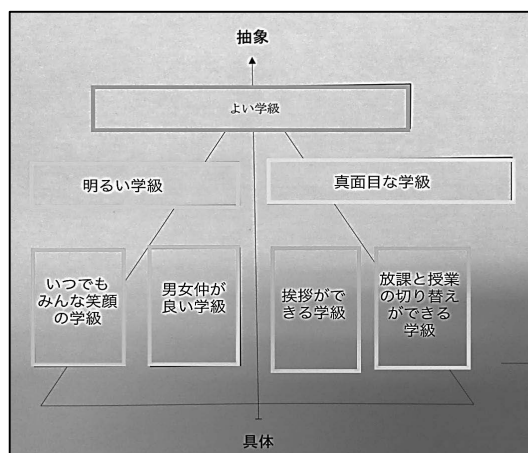 抽象
よい学級
明るい学級
真面目な学級
いつでも
みんな笑顔
の学級
男女仲が
良い学級
挨拶がで
きる学級
放課と授業
の切り替え
ができる
学級
具体